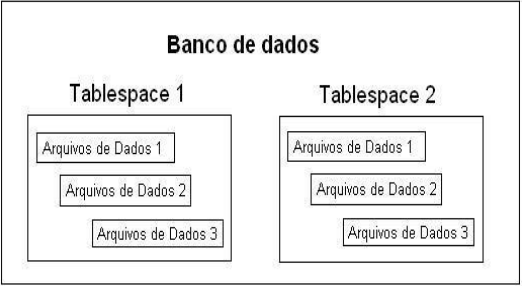 Banco de dados
Tablespace 1
Arquivos de Dados 1
Arquivos de Dados 2
Arquivos de Dados 3
Tablespace 2
Arquivos de Dados 1
Arquivos de Dados 2
Arquivos de Dados 3